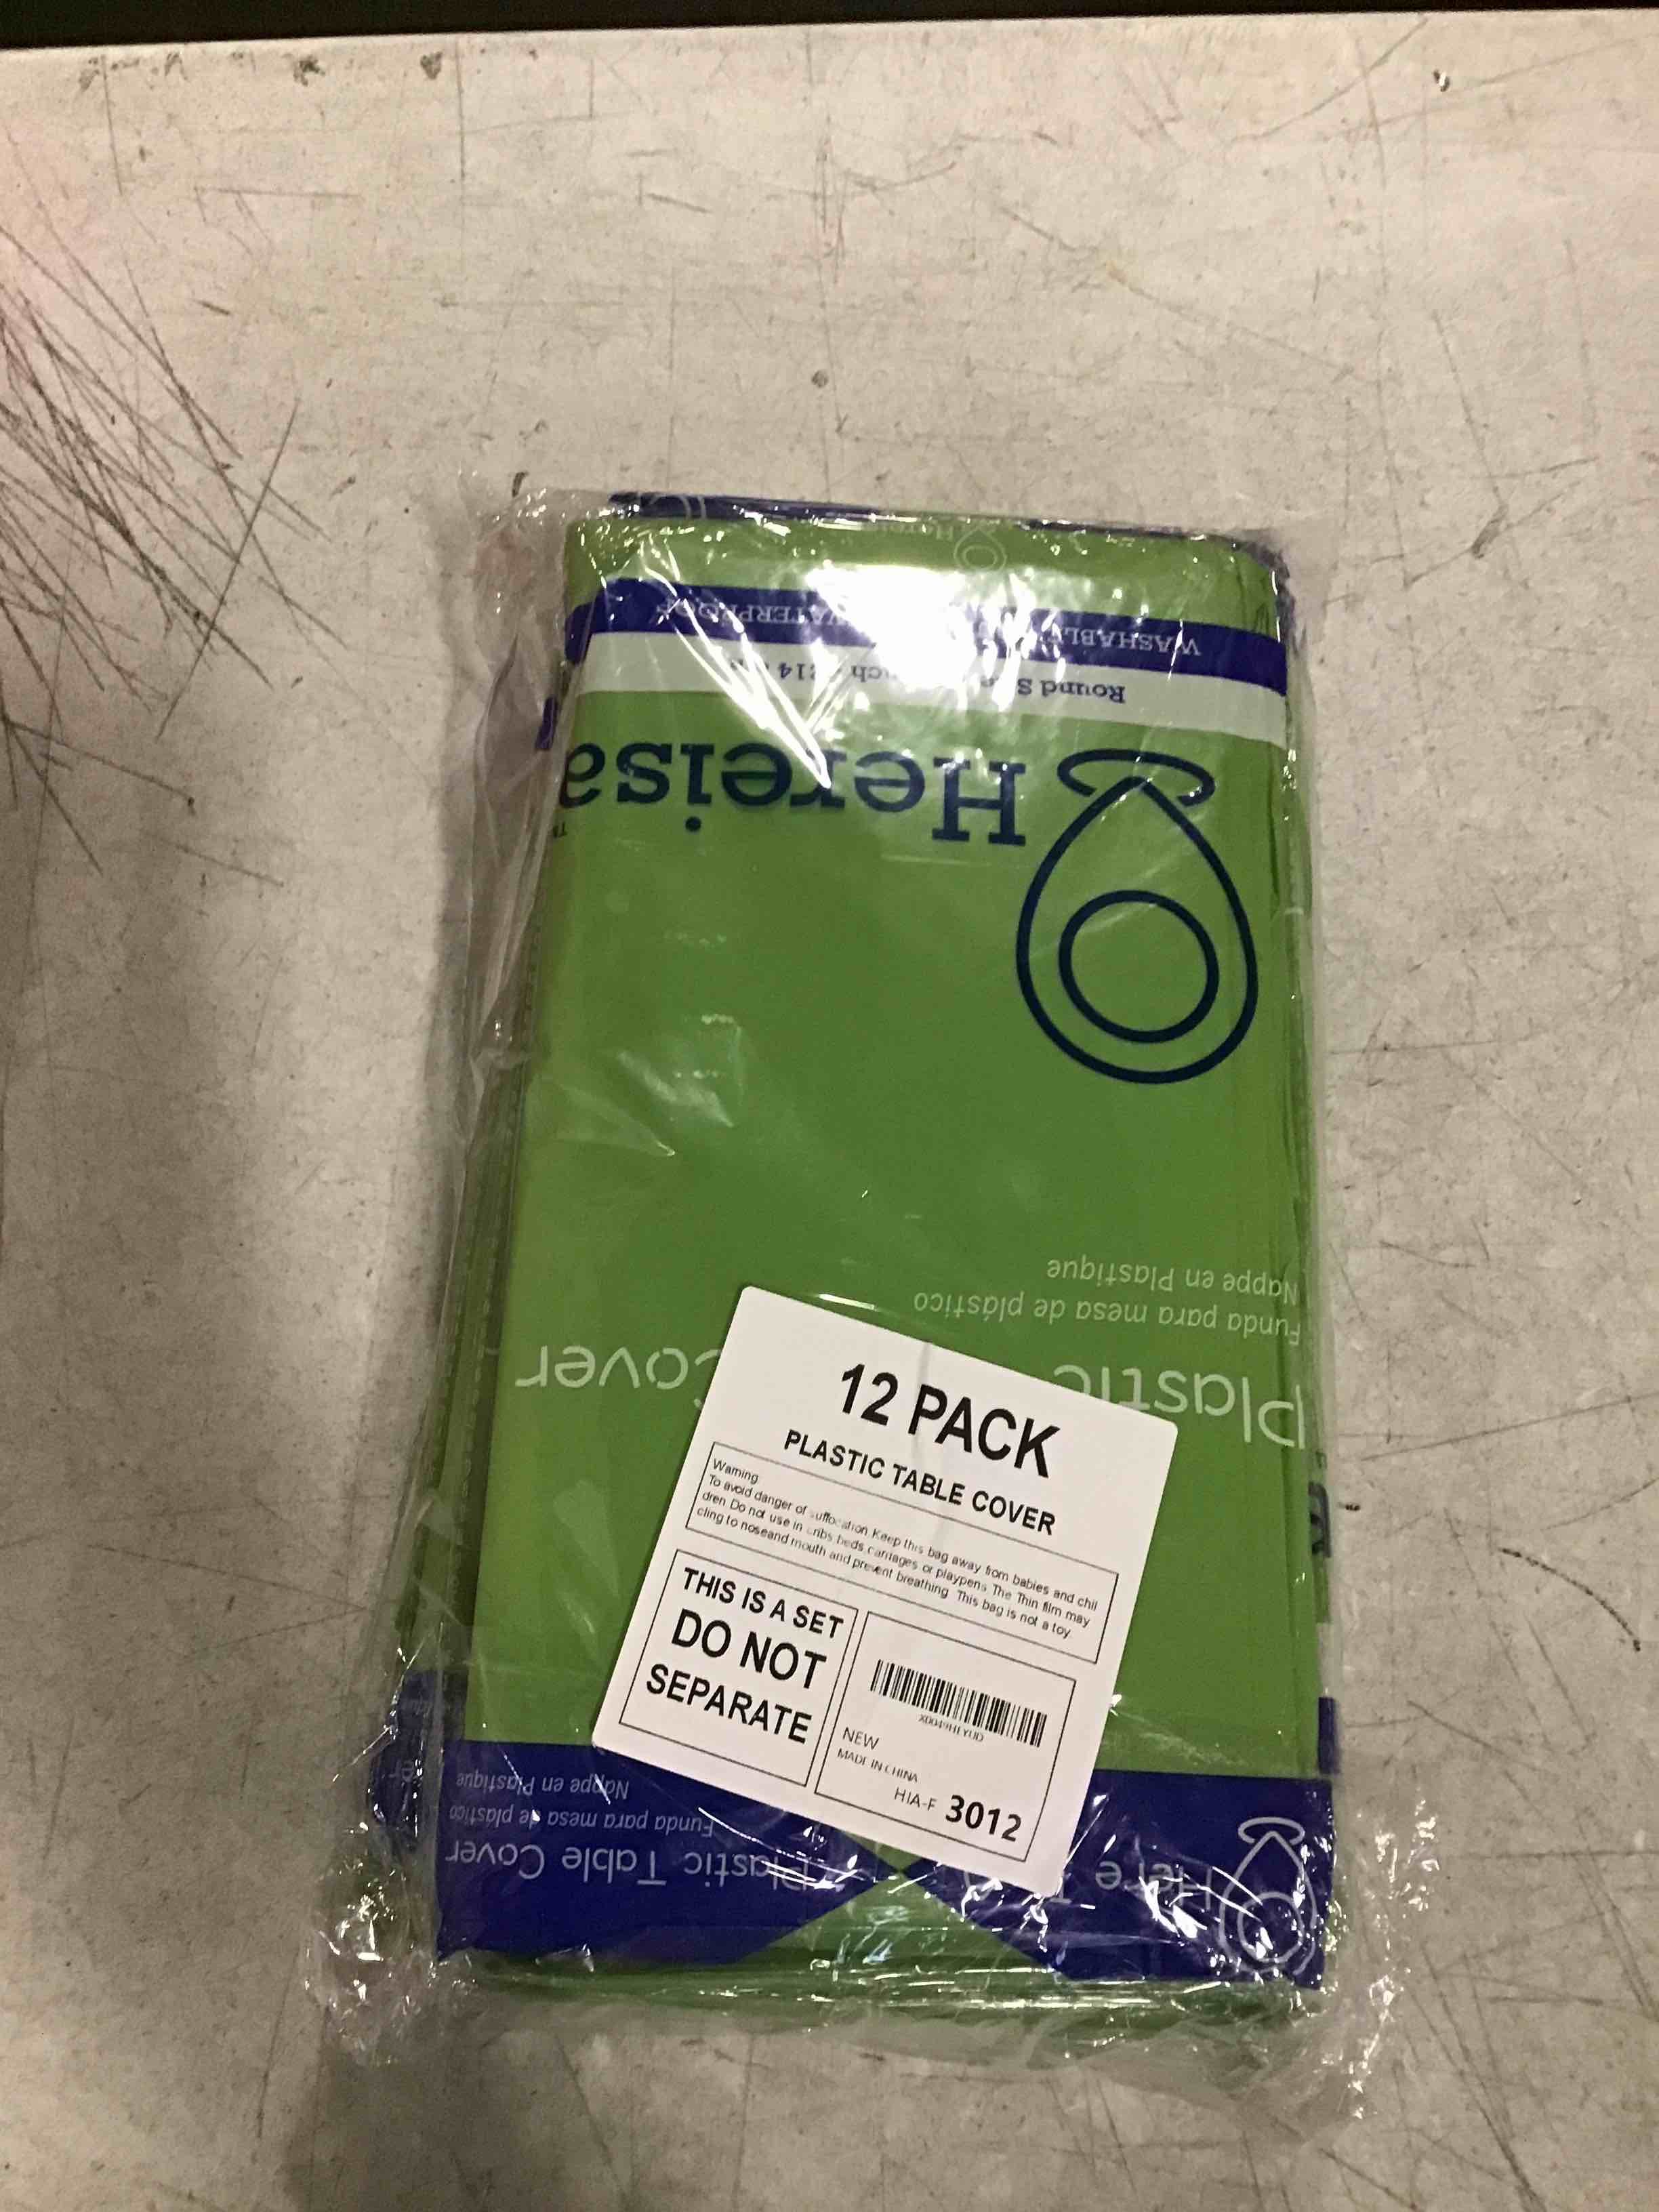 WASHABLE WATERPROOF
Round
Hereisa
Nappe en Plastique
Funda para mesa de plástico
Plastic Cover
12 PACK
PLASTIC TABLE COVER
Warning
To avoid danger of suffocation Keep this bag away from babies and chil
dren Do not use in cribs beds carriages or playpens The Thin film may
cling to noseand mouth and prevent breathing This bag is not a toy
THIS IS A SET
DO NOT
SEPARATE
NEW
MADE IN CHINA
HIA-F 3012
Nappe en Plastique
Funda para mesa de plástico
Plastic Table Cover
Here